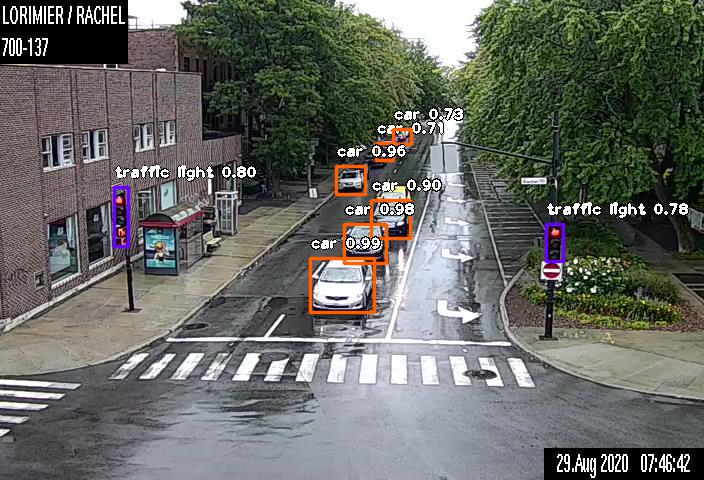 LORIMIER / RACHEL
700-137
car 0.73
car 0.71
car 0.96
traffic light 0.80
car 0.90
car 0.98
traffic light 0.78
car 0.99
29.Aug 2020 07:46:42